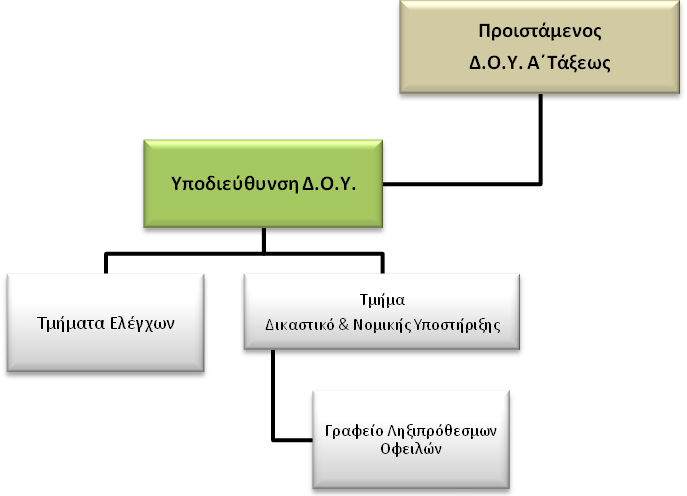 Προιστάμενος
Δ.Ο.Υ. Α΄Τάξεως
Υποδιεύθυνση Δ.Ο.Υ.
Τμήματα Ελέγχων
Τμήμα
Δικαστικό & Νομικής Υποστήριξης
Γραφείο Ληξιπρόθεσμων
Οφειλών